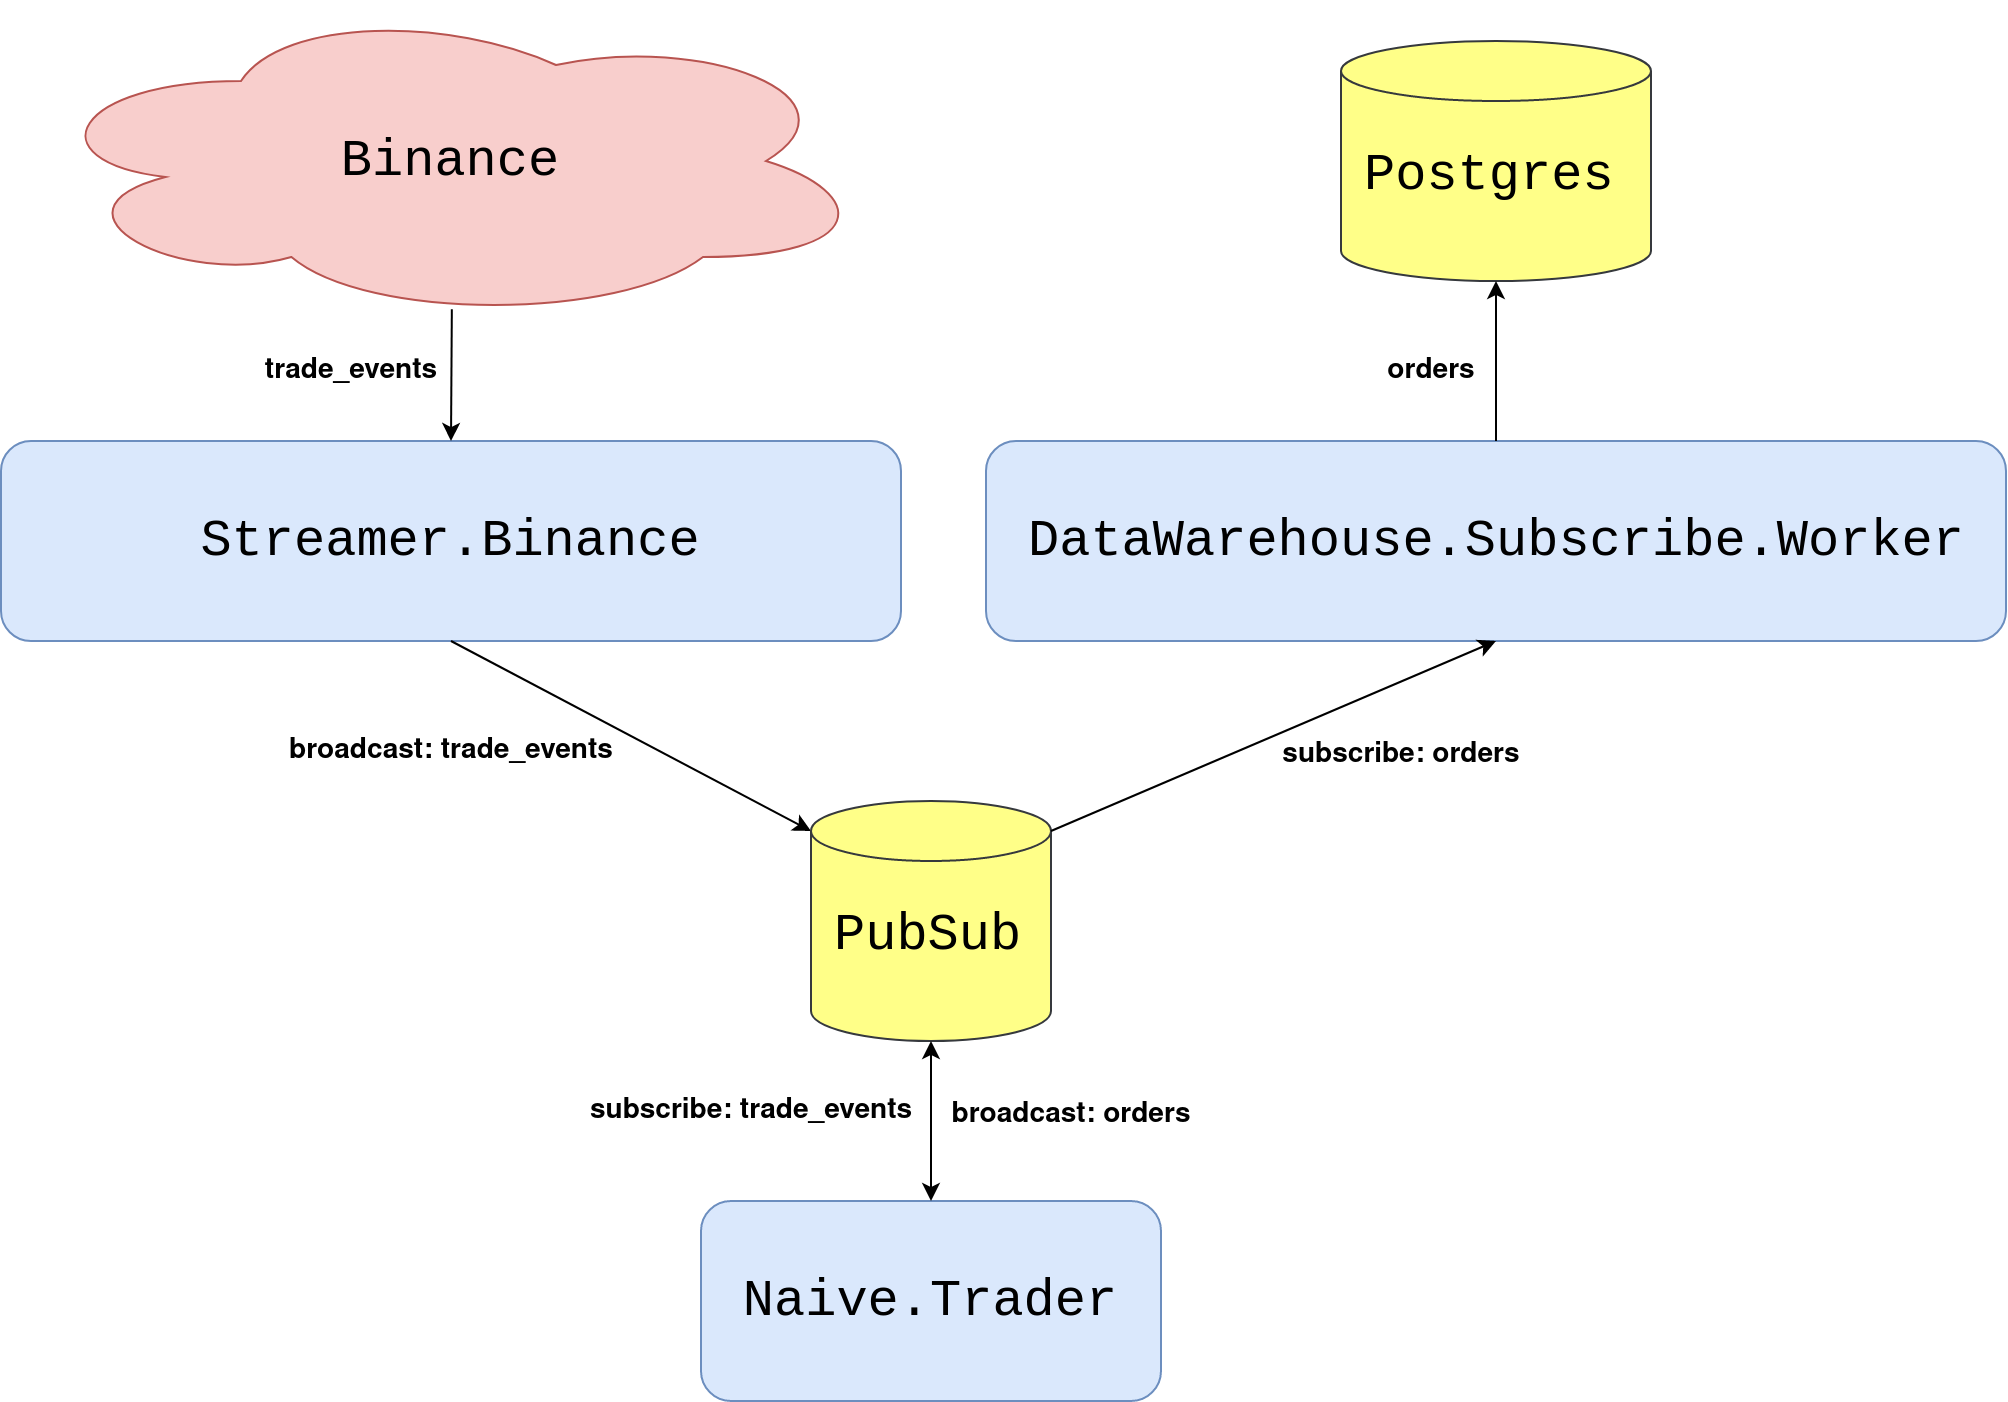 Binance
Postgres
trade_events
orders
Streamer.Binance
DataWarehouse.Subscribe.Worker
broadcast: trade_events
subscribe: orders
PubSub
subscribe: trade_events
broadcast: orders
Naive.Trader